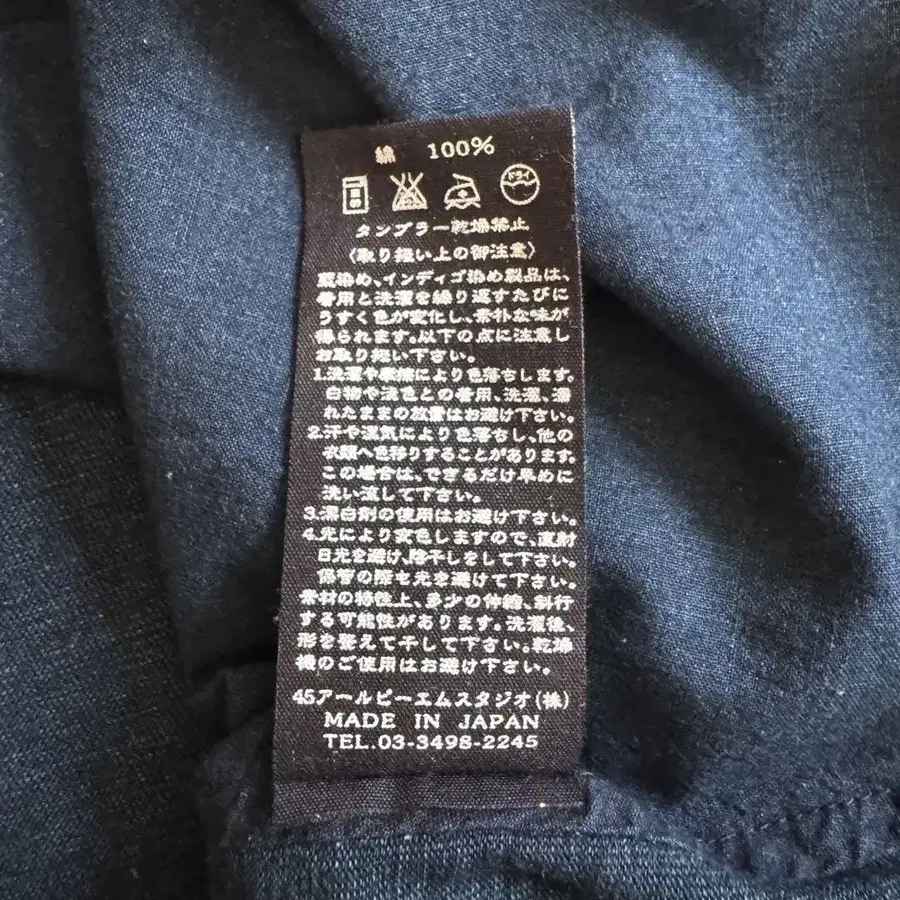 綿 100%
ドライ
タンブラー乾燥禁止
〈取り扱い上の御注意〉
藍染め、インディゴ染め製品は、
着用と洗濯を繰り返すたびに
うすく色が変化し、素朴な味が
得られます。以下の点に注意し
お取り扱い下さい。
1.洗濯や摩擦により色落ちします。
白物や淡色との着用、洗濯、濡
れたままの放置はお避け下さい。
2.汗や湿気により色落ちし、他の
衣類へ色移りすることがあります。
この場合は、できるだけ早めに
洗い流して下さい。
3.漂白剤の使用はお避け下さい。
4.光により変色しますので、直射
日光を避け、陰干しをして下さい。
保管の際も光を避けて下さい。
素材の特性上、多少の伸縮、斜行
する可能性があります。洗濯後、
形を整えて干して下さい。乾燥
機のご使用はお避け下さい。
45アールピーエムスタジオ(株)
MADE IN JAPAN
TEL.03-3498-2245